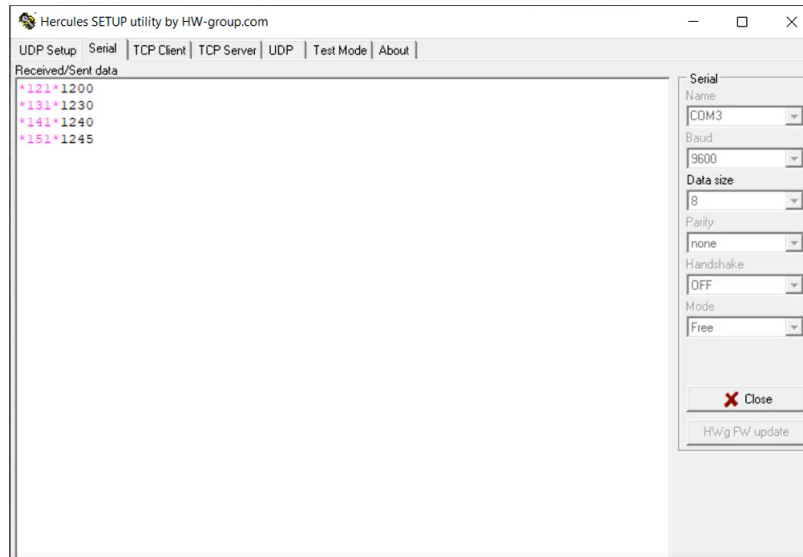 Hercules SETUP utility by HW-group.com
UDP Setup Serial TCP Client TCP Server UDP Test Mode About
Received/Sent data
*121*1200
*131*1230
*141*1240
*151*1245
Serial
Name
COM3
Baud
9600
Data size
8
Parity
none
Handshake
OFF
Mode
Free
Close
HWg FW update